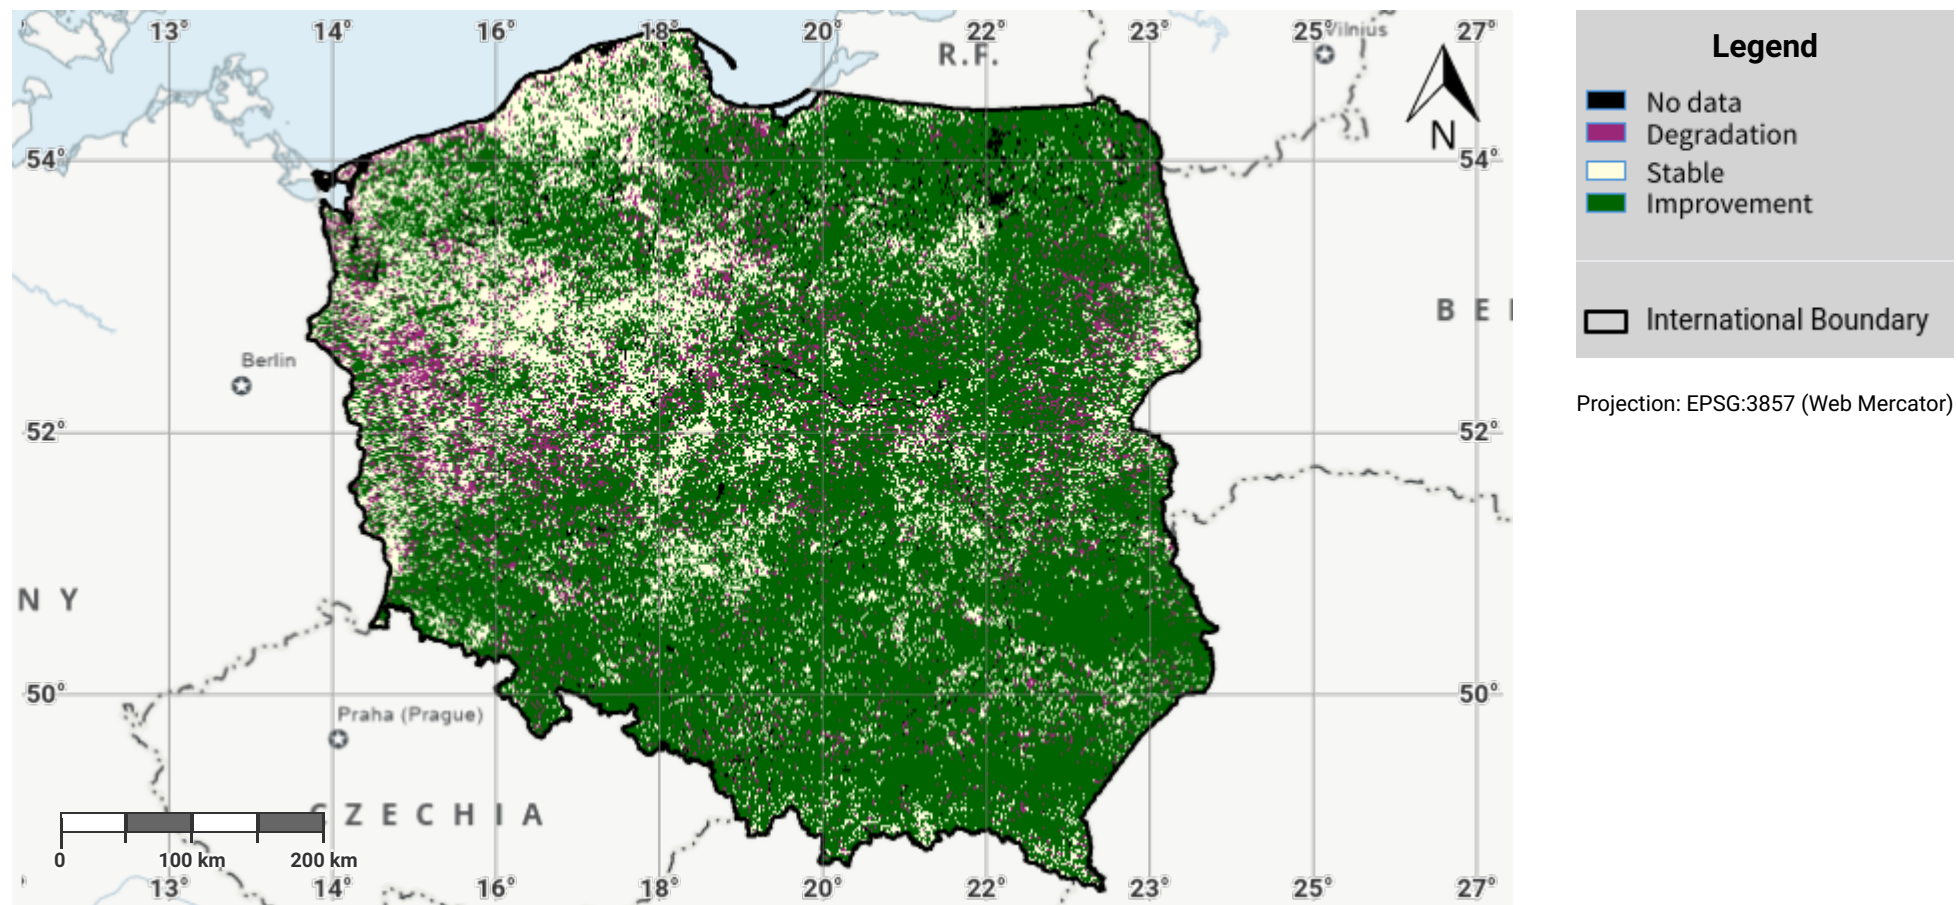 13° 14° 16° 18° 20° 22° 23° 25° 27°
Vilnius
R.F.
N
54° 54°
B E
Berlin
52° 52°
N Y
50° 50°
Praha (Prague)
C Z E C H I A
0 100 km 200 km
13° 14° 16° 18° 20° 22° 23° 25° 27°
Legend
No data
Degradation
Stable
Improvement
International Boundary
Projection: EPSG:3857 (Web Mercator)